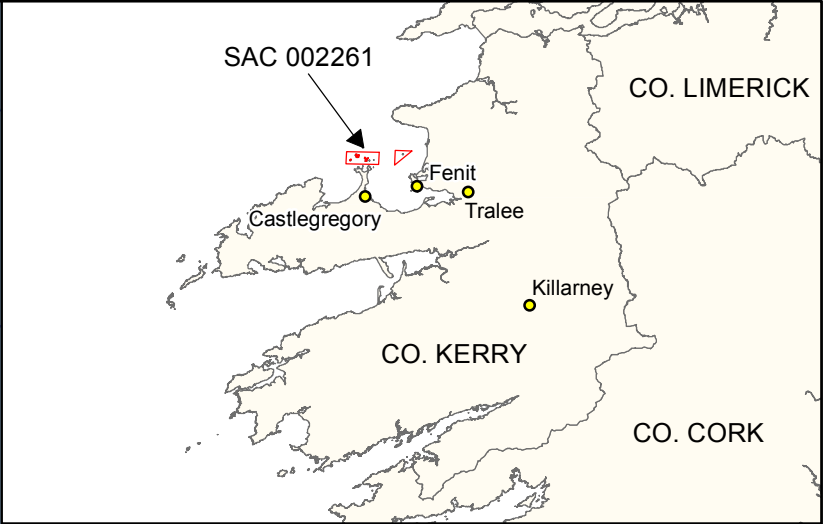 SAC 002261
CO. LIMERICK
Fenit
Castlegregory
Tralee
Killarney
CO. KERRY
CO. CORK